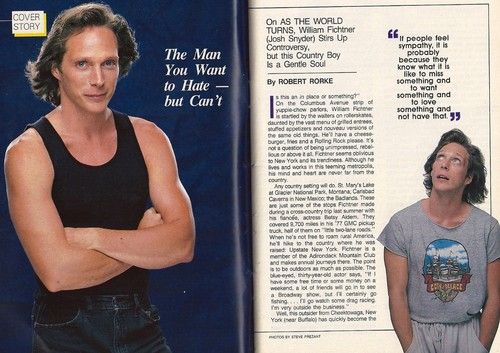 COVER
STORY
The Man
You Want
to Hate —
but Can't
On AS THE WORLD
TURNS, William Fichtner
(Josh Snyder) Stirs Up
Controversy,
but this Country Boy
Is a Gentle Soul
By ROBERT RORKE
Is this an in place or something?"
On the Columbus Avenue strip of
yuppie-chow parlors, William Fichtner
is startled by the waiters on rollerskates,
daunted by the vast menu of grilled entrees,
stuffed appetizers and nouveau versions of
the same old things. He'll have a cheese-
burger, fries and a Rolling Rock please. It's
not a question of being unimpressed, rebel-
lious or above it all, Fichtner seems oblivious
to New York and its trendiness. Although he
lives and works in this teeming metropolis,
his mind and heart are never far from the
country.
Any country setting will do. St. Mary's Lake
at Glacier National Park, Montana, Carlsbad
Caverns in New Mexico; the Badlands. These
are just some of the stops Fichtner made
during a cross-country trip last summer with
his fiancée, actress Betsy Aidem. They
covered 9,700 miles in his '77 GMC pickup
truck, half of them on "little two-lane roads."
When he's not free to roam rural America,
he'll hike to the country where he was
raised: Upstate New York. Fichtner is a
member of the Adirondack Mountain Club
and makes annual journeys there. The point
is to be outdoors as much as possible. The
blue-eyed, thirty-year-old actor says, "If I
have some free time or some money on a
weekend, a lot of friends will go in to see
a Broadway show, but I'll certainly go
fishing. . . . I'll go watch some drag racing.
I'm very outside the business."
Well, this outsider from Cheektowaga, New
York (near Buffalo) has quickly become the
PHOTOS BY STEVE PREZANT
"If people feel
sympathy, it is
probably
because they
know what it is
like to miss
something and
to want
something and
to love
something and
not have that."